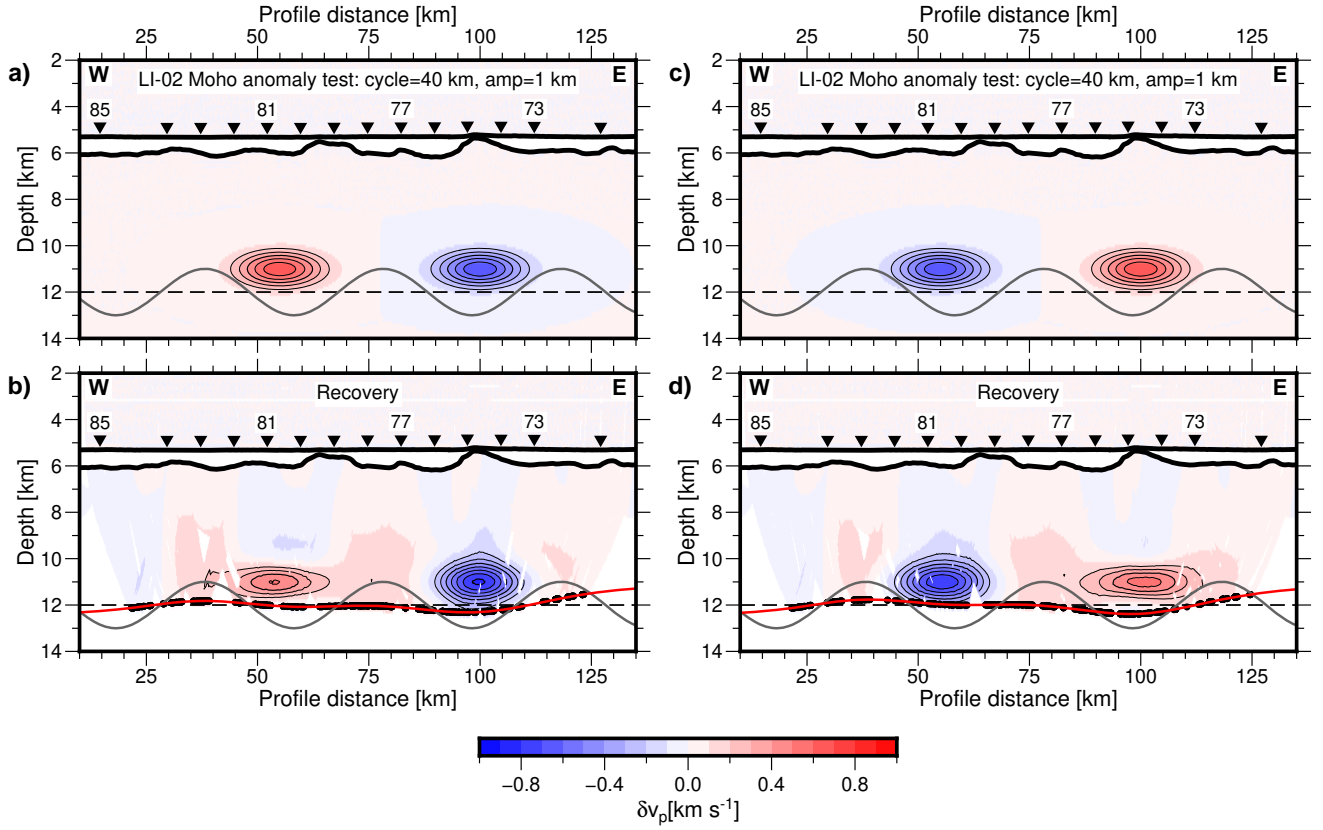 Profile distance [km]
Profile distance [km]
25 50 75 100 125
25 50 75 100 125
a)
W
LI-02 Moho anomaly test: cycle=40 km, amp=1 km
E
85 81 77 73
2
4
6
8
10
12
14
Depth [km]
c)
W
LI-02 Moho anomaly test: cycle=40 km, amp=1 km
E
85 81 77 73
2
4
6
8
10
12
14
Depth [km]
b)
W
Recovery
E
85 81 77 73
2
4
6
8
10
12
14
Depth [km]
25 50 75 100 125
Profile distance [km]
d)
W
Recovery
E
85 81 77 73
2
4
6
8
10
12
14
Depth [km]
25 50 75 100 125
Profile distance [km]
−0.8 −0.4 0.0 0.4 0.8
δvₚ[km s⁻¹]